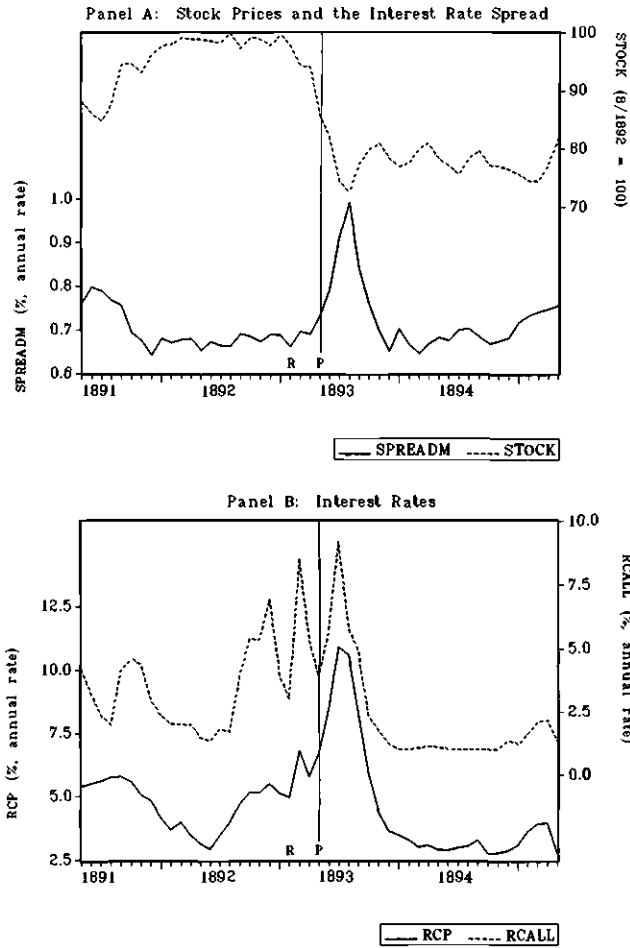 Panel A: Stock Prices and the Interest Rate Spread
SPREADM (%, annual rate)
1.0
0.9
0.8
0.7
0.6
100
90
80
70
STOCK (8/1892 = 100)
R P
1891 1892 1893 1894
SPREADM STOCK
Panel B: Interest Rates
RCP (%, annual rate)
12.5
10.0
7.5
5.0
2.5
10.0
7.5
5.0
2.5
0.0
RCALL (%, annual rate)
R P
1891 1892 1893 1894
RCP RCALL